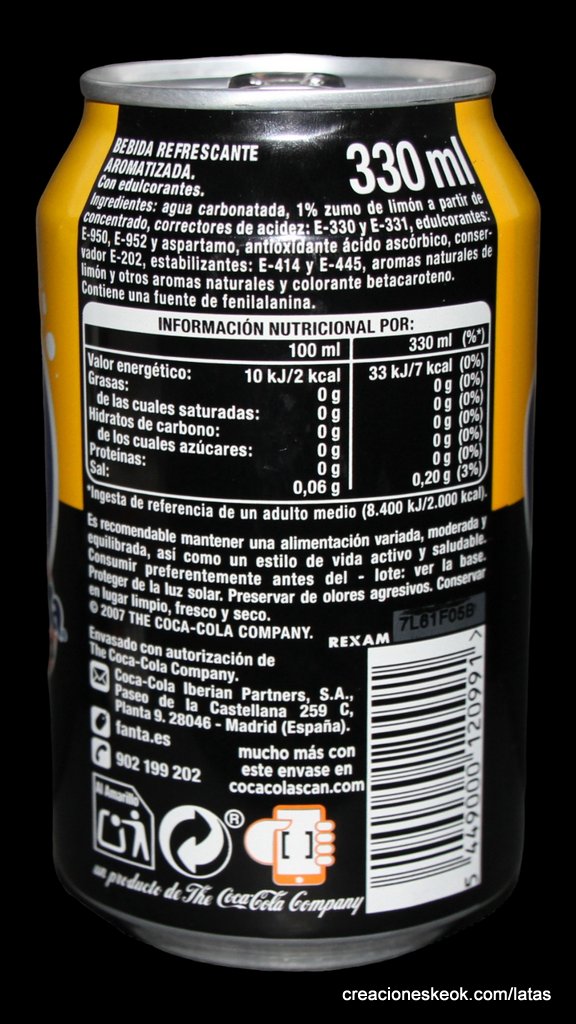 BEBIDA REFRESCANTE
AROMATIZADA.
Con edulcorantes.
330 ml
Ingredientes: agua carbonatada, 1% zumo de limón a partir de
concentrado, correctores de acidez: E-330 y E-331, edulcorantes:
E-950, E-952 y aspartamo, antioxidante ácido ascórbico, conser-
vador E-202, estabilizantes: E-414 y E-445, aromas naturales de
limón y otros aromas naturales y colorante betacaroteno.
Contiene una fuente de fenilalanina.
INFORMACIÓN NUTRICIONAL POR:
100 ml 330 ml (%*)
Valor energético: 10 kJ/2 kcal 33 kJ/7 kcal (0%)
Grasas: 0 g 0 g (0%)
de las cuales saturadas: 0 g 0 g (0%)
Hidratos de carbono: 0 g 0 g (0%)
de los cuales azúcares: 0 g 0 g (0%)
Proteínas: 0 g 0 g (0%)
Sal: 0,06 g 0,20 g (3%)
*Ingesta de referencia de un adulto medio (8.400 kJ/2.000 kcal).
Es recomendable mantener una alimentación variada, moderada y
equilibrada, así como un estilo de vida activo y saludable.
Consumir preferentemente antes del - lote: ver la base.
Proteger de la luz solar. Preservar de olores agresivos. Conservar
en lugar limpio, fresco y seco.
© 2007 THE COCA-COLA COMPANY.
REXAM
7L61F05B
Envasado con autorización de
The Coca-Cola Company.
Coca-Cola Iberian Partners, S.A.,
Paseo de la Castellana 259 C,
Planta 9. 28046 - Madrid (España).
fanta.es
902 199 202
mucho más con
este envase en
cocacolascan.com
Al Amarillo
®
[ ]
5 449000 120991 >
un producto de The Coca-Cola Company
creacioneskeok.com/latas